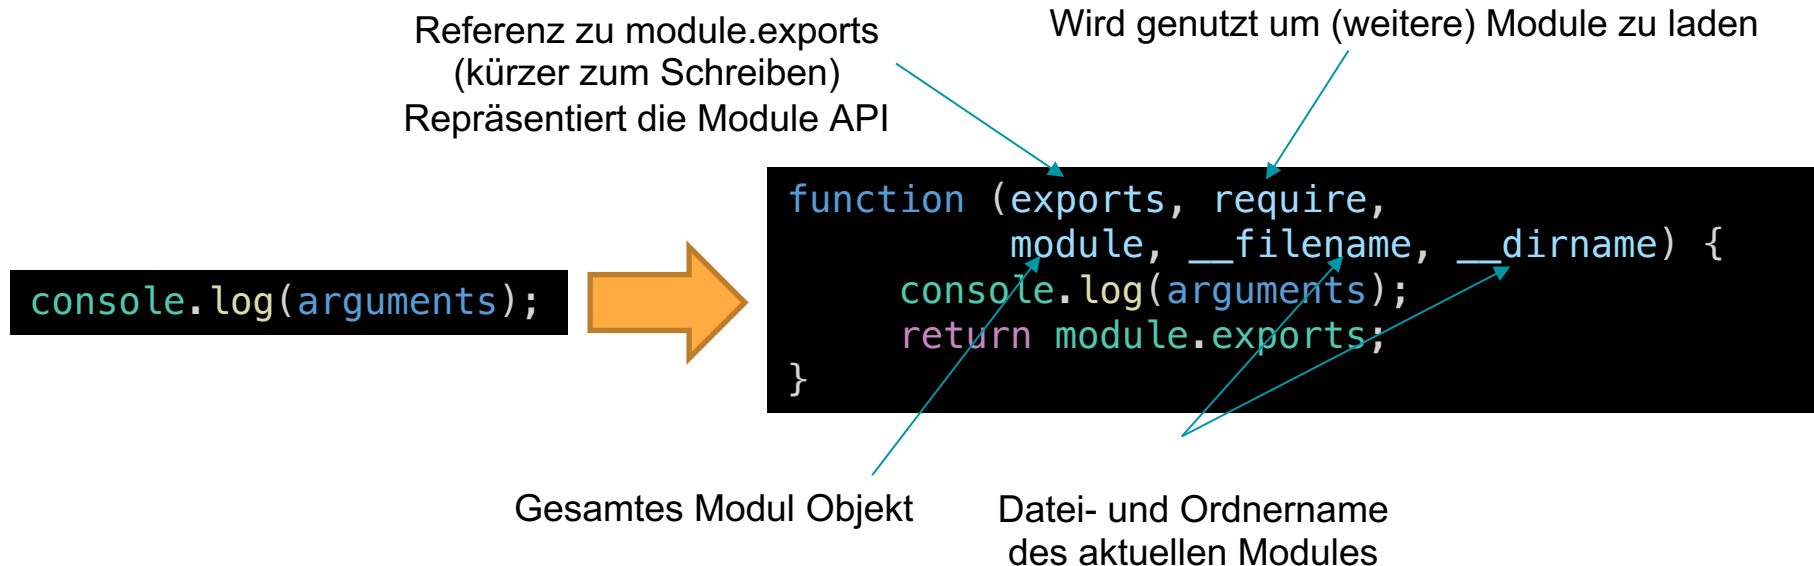 Referenz zu module.exports
(kürzer zum Schreiben)
Repräsentiert die Module API
Wird genutzt um (weitere) Module zu laden
console.log(arguments);
function (exports, require,
module, __filename, __dirname) {
console.log(arguments);
return module.exports;
}
Gesamtes Modul Objekt
Datei- und Ordnername
des aktuellen Modules